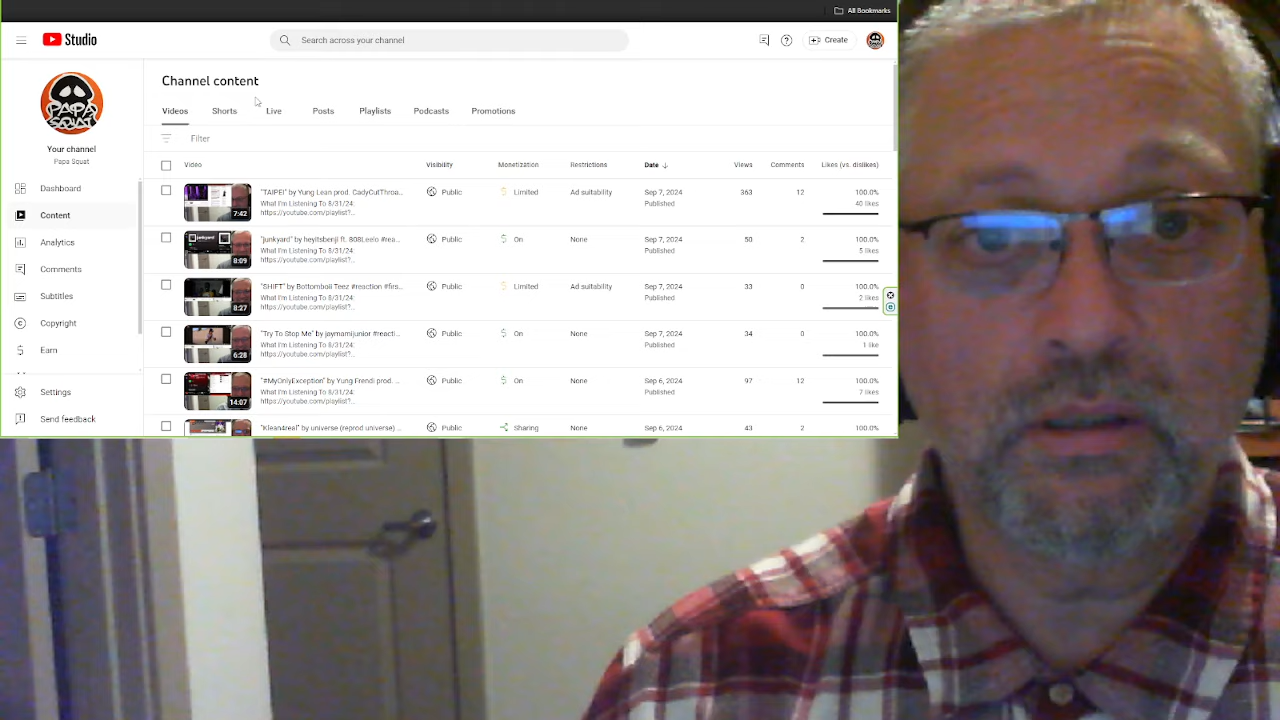 All Bookmarks
Studio
Search across your channel
Create
PAPA
SQUAT
Your channel
Papa Squat
Dashboard
Content
Analytics
Comments
Subtitles
Copyright
Earn
Settings
Send feedback
Channel content
Videos Shorts Live Posts Playlists Podcasts Promotions
Filter
Video Visibility Monetization Restrictions Date Views Comments Likes (vs. dislikes)
7:42
"TAIPEI" by Yung Lean prod. CadyCutThroa... Public Limited Ad suitability Sep 7, 2024 363 12 100.0%
What I'm Listening To 8/31/24: Published 40 likes
https://youtube.com/playlist?...
8:09
"junkyard" by heyitsbenji ft. 808Leelo #rea... Public On None Sep 7, 2024 50 2 100.0%
What I'm Listening To 8/31/24: Published 5 likes
https://youtube.com/playlist?...
8:27
"SHIFT" by Bottomboii Teez #reaction #firs... Public Limited Ad suitability Sep 7, 2024 33 0 100.0%
What I'm Listening To 8/31/24: Published 2 likes
https://youtube.com/playlist?...
6:28
"Try To Stop Me" by jaymamijunior #reacti... Public On None Sep 7, 2024 34 0 100.0%
What I'm Listening To 8/31/24: Published 1 like
https://youtube.com/playlist?...
14:07
"#MyOnlyException" by Yung Frendi prod. ... Public On None Sep 6, 2024 97 12 100.0%
What I'm Listening To 8/31/24: Published 7 likes
https://youtube.com/playlist?...
"Klean4real" by universe (reprod universe) ... Public Sharing None Sep 6, 2024 43 2 100.0%